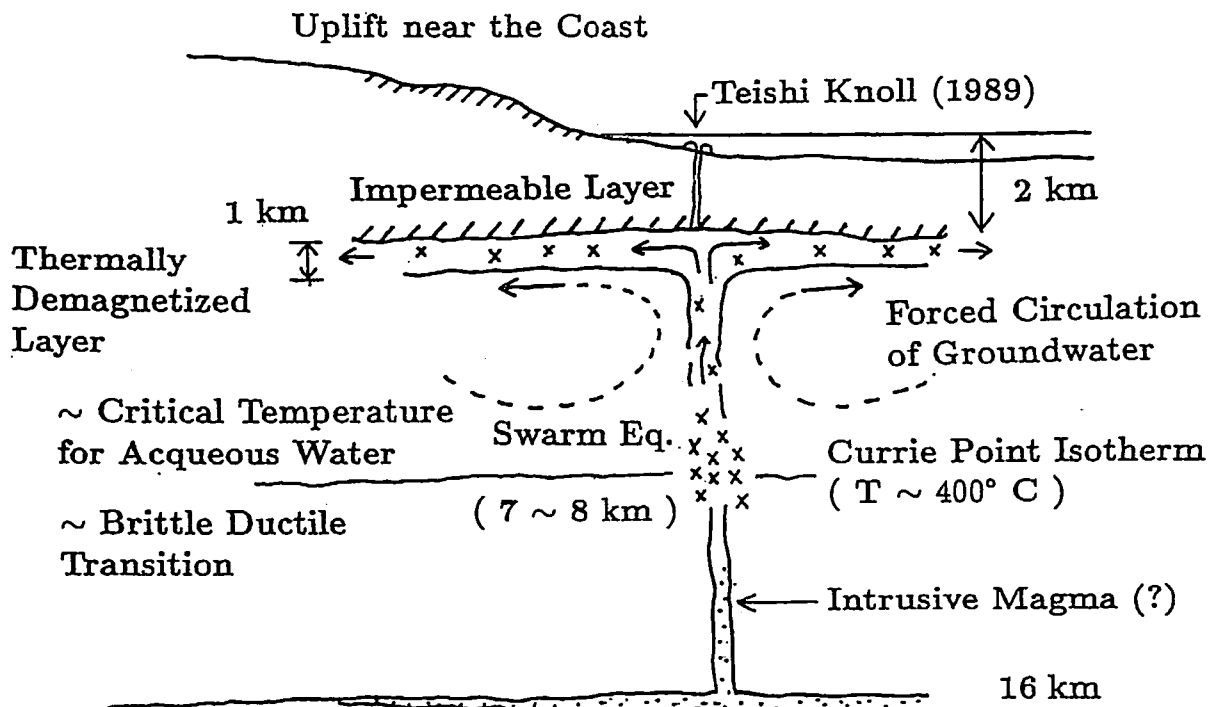 Uplift near the Coast
Teishi Knoll (1989)
Impermeable Layer
2 km
1 km
Thermally
Demagnetized
Layer
Forced Circulation
of Groundwater
~ Critical Temperature
for Acqueous Water
Swarm Eq.
Currie Point Isotherm
( T ~ 400° C )
( 7 ~ 8 km )
~ Brittle Ductile
Transition
Intrusive Magma (?)
16 km